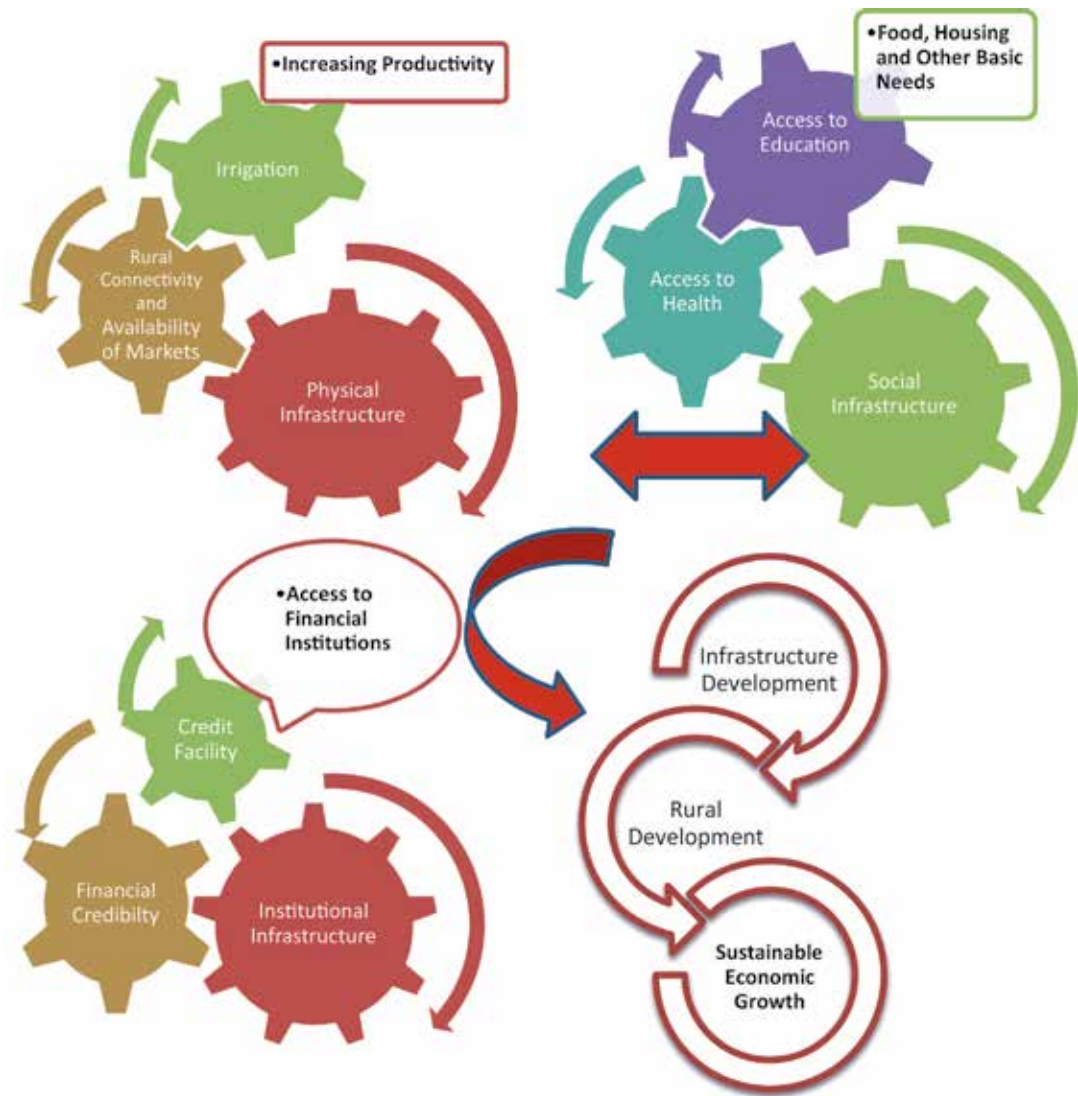 •Increasing Productivity
Irrigation
Rural
Connectivity
and
Availability
of Markets
Physical
Infrastructure
•Food, Housing
and Other Basic
Needs
Access to
Education
Access to
Health
Social
Infrastructure
•Access to
Financial
Institutions
Credit
Facility
Financial
Credibilty
Institutional
Infrastructure
Infrastructure
Development
Rural
Development
Sustainable
Economic
Growth